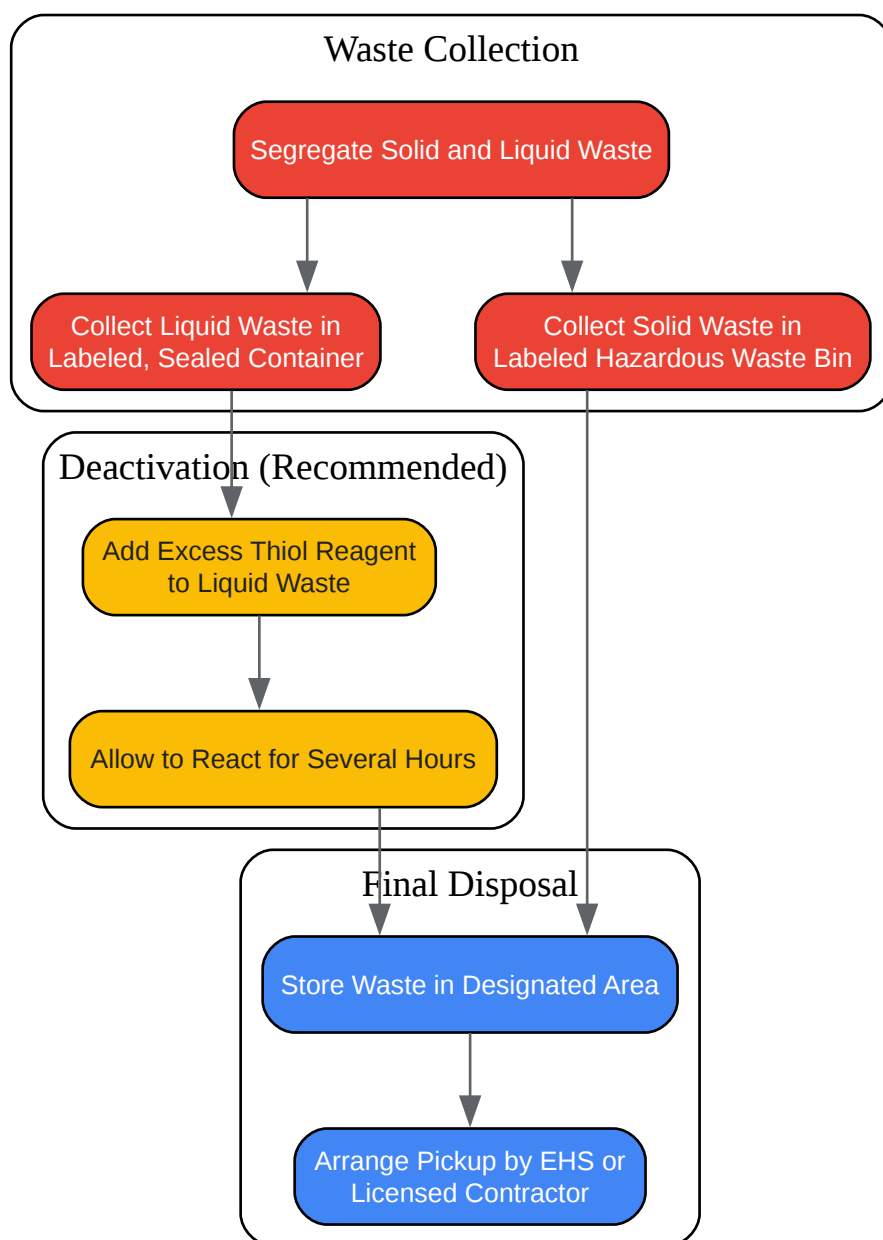 Waste Collection
Segregate Solid and Liquid Waste
Collect Liquid Waste in
Labeled, Sealed Container
Collect Solid Waste in
Labeled Hazardous Waste Bin
Deactivation (Recommended)
Add Excess Thiol Reagent
to Liquid Waste
Allow to React for Several Hours
Final Disposal
Store Waste in Designated Area
Arrange Pickup by EHS or
Licensed Contractor